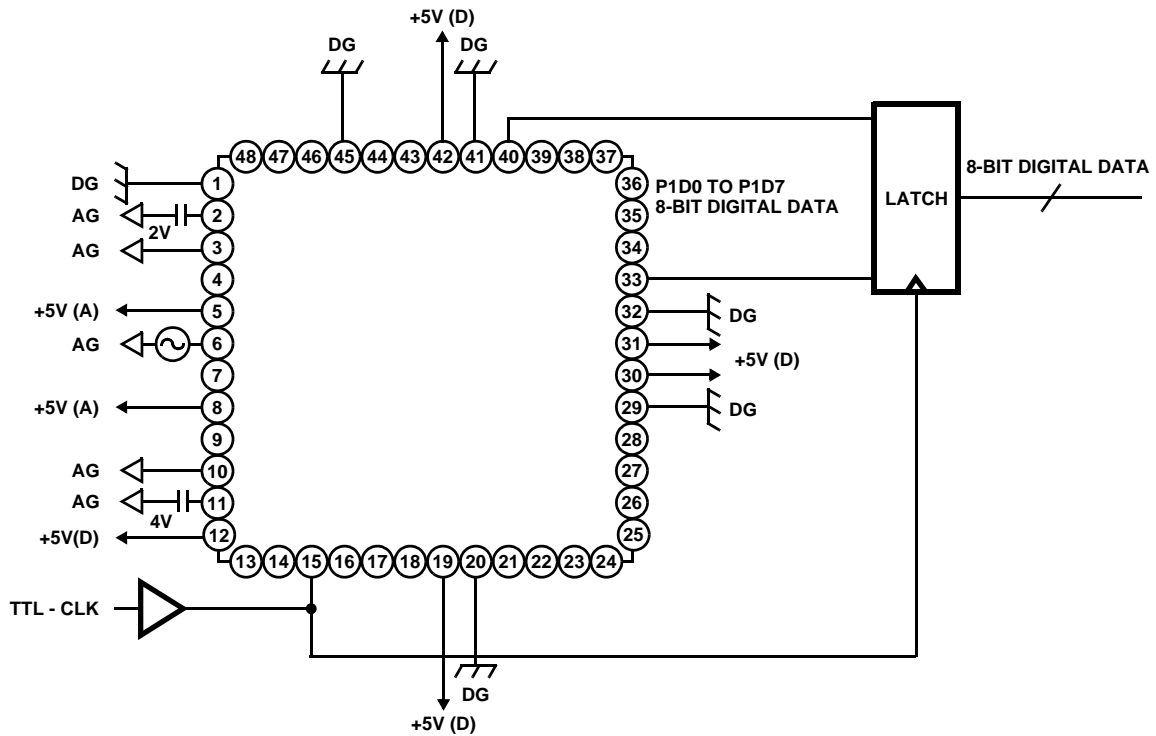 +5V (D)
DG
DG
48 47 46 45 44 43 42 41 40 39 38 37
DG
AG
2V
AG
+5V (A)
AG
+5V (A)
AG
AG
4V
+5V(D)
1
2
3
4
5
6
7
8
9
10
11
12
36
35
34
33
32
31
30
29
28
27
26
25
P1D0 TO P1D7
8-BIT DIGITAL DATA
LATCH
8-BIT DIGITAL DATA
DG
+5V (D)
DG
13 14 15 16 17 18 19 20 21 22 23 24
TTL - CLK
DG
+5V (D)